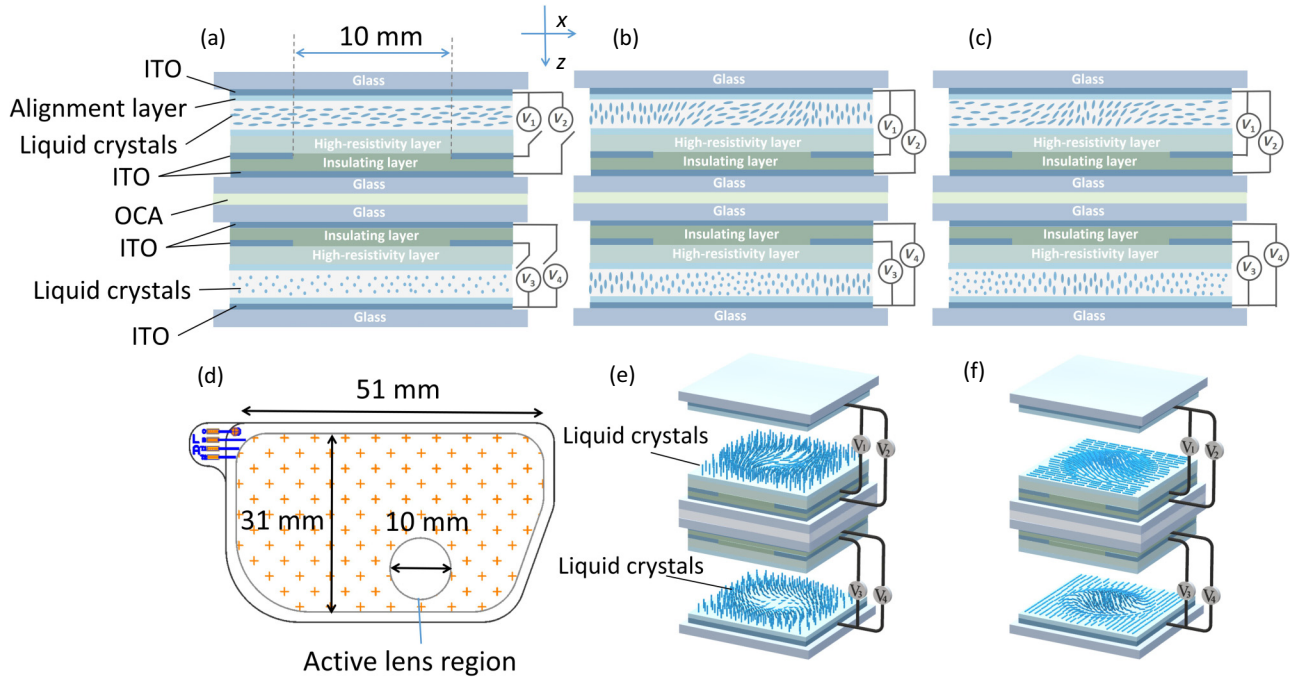 (a)
10 mm
x
z
(b)
(c)
ITO
Alignment layer
Liquid crystals
ITO
OCA
ITO
Liquid crystals
ITO
Glass
V1
V2
High-resistivity layer
Insulating layer
Glass
Glass
Insulating layer
High-resistivity layer
V3
V4
Glass
Glass
V1
V2
High-resistivity layer
Insulating layer
Glass
Glass
Insulating layer
High-resistivity layer
V3
V4
Glass
Glass
V1
V2
High-resistivity layer
Insulating layer
Glass
Glass
Insulating layer
High-resistivity layer
V3
V4
Glass
(d)
51 mm
L
31 mm
10 mm
Active lens region
(e)
Liquid crystals
V1
V2
Liquid crystals
V3
V4
(f)
V1
V2
V3
V4